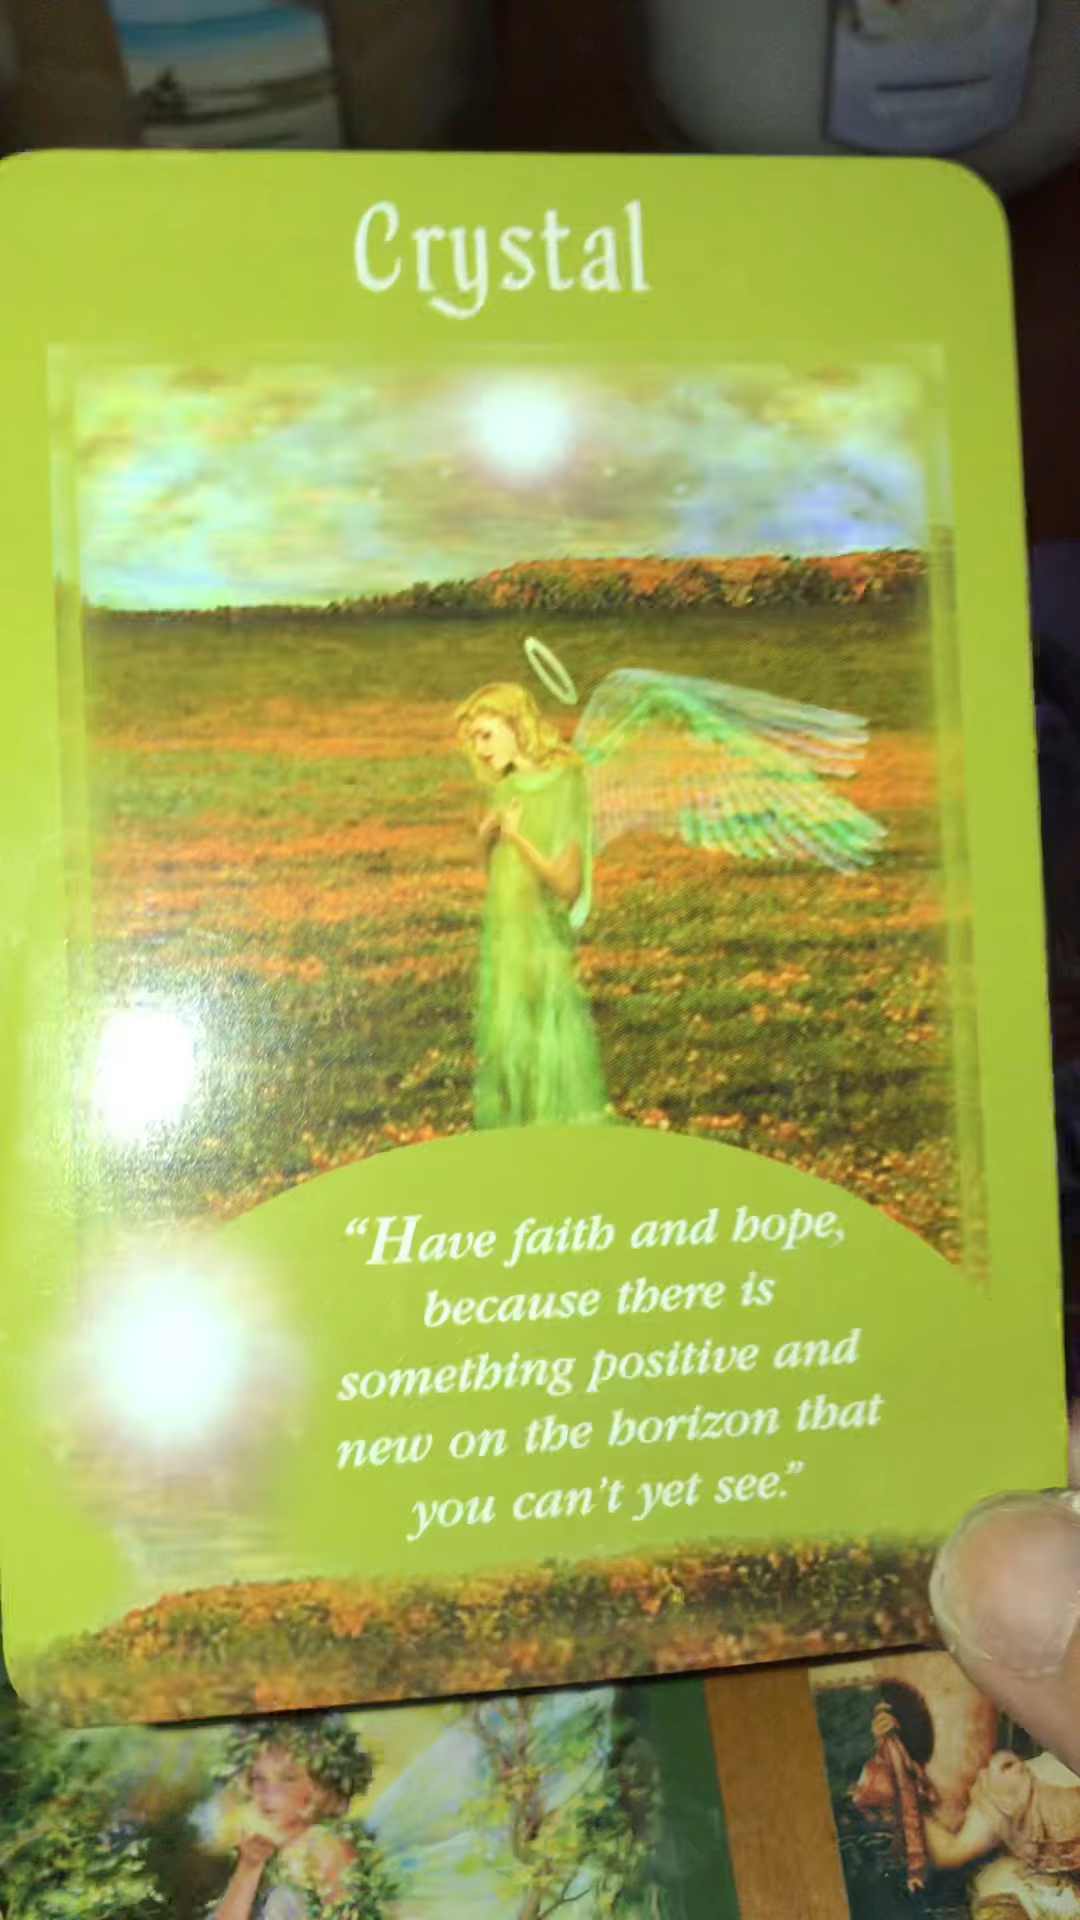 Crystal
“Have faith and hope,
because there is
something positive and
new on the horizon that
you can't yet see.”